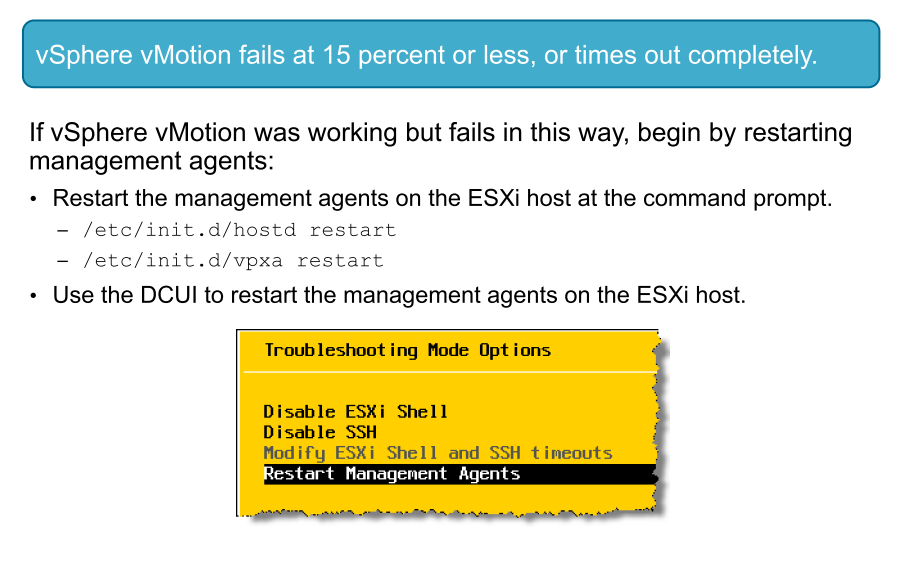 vSphere vMotion fails at 15 percent or less, or times out completely.
If vSphere vMotion was working but fails in this way, begin by restarting
management agents:
• Restart the management agents on the ESXi host at the command prompt.
– /etc/init.d/hostd restart
– /etc/init.d/vpxa restart
• Use the DCUI to restart the management agents on the ESXi host.
Troubleshooting Mode Options
Disable ESXi Shell
Disable SSH
Modify ESXi Shell and SSH timeouts
Restart Management Agents